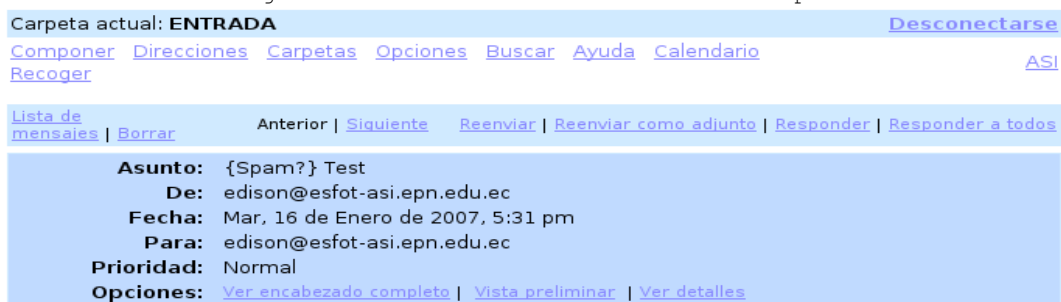 Carpeta actual: ENTRADA Desconectarse
Componer Direcciones Carpetas Opciones Buscar Ayuda Calendario
Recoger ASI
Lista de
mensajes | Borrar Anterior | Siguiente Reenviar | Reenviar como adjunto | Responder | Responder a todos
Asunto: {Spam?} Test
De: edison@esfot-asi.epn.edu.ec
Fecha: Mar, 16 de Enero de 2007, 5:31 pm
Para: edison@esfot-asi.epn.edu.ec
Prioridad: Normal
Opciones: Ver encabezado completo | Vista preliminar | Ver detalles